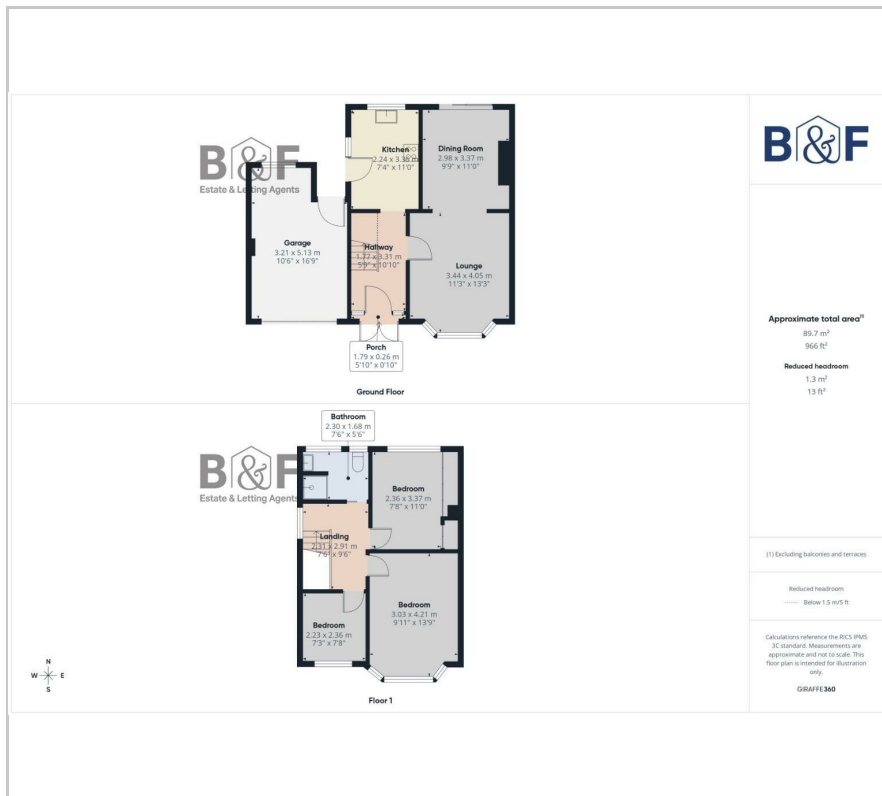 B&F
Estate & Letting Agents
Kitchen
2.24 x 3.36 m
7'4" x 11'0"
Dining Room
2.98 x 3.37 m
9'9" x 11'0"
Garage
3.21 x 5.13 m
10'6" x 16'9"
Hallway
1.77 x 3.31 m
5'9" x 10'10"
Lounge
3.44 x 4.05 m
11'3" x 13'3"
Porch
1.79 x 0.26 m
5'10" x 0'10"
Ground Floor
Bathroom
2.30 x 1.68 m
7'6" x 5'6"
B&F
Estate & Letting Agents
Bedroom
2.36 x 3.37 m
7'8" x 11'0"
Landing
2.31 x 2.91 m
7'6" x 9'6"
Bedroom
3.03 x 4.21 m
9'11" x 13'9"
Bedroom
2.23 x 2.36 m
7'3" x 7'8"
N
W E
S
Floor 1
B&F
Approximate total area(1)
89.7 m²
966 ft²
Reduced headroom
1.3 m²
13 ft²
(1) Excluding balconies and terraces
Reduced headroom
Below 1.5 m/5 ft
Calculations reference the RICS IPMS
3C standard. Measurements are
approximate and not to scale. This
floor plan is intended for illustration
only.
GIRAFFE360